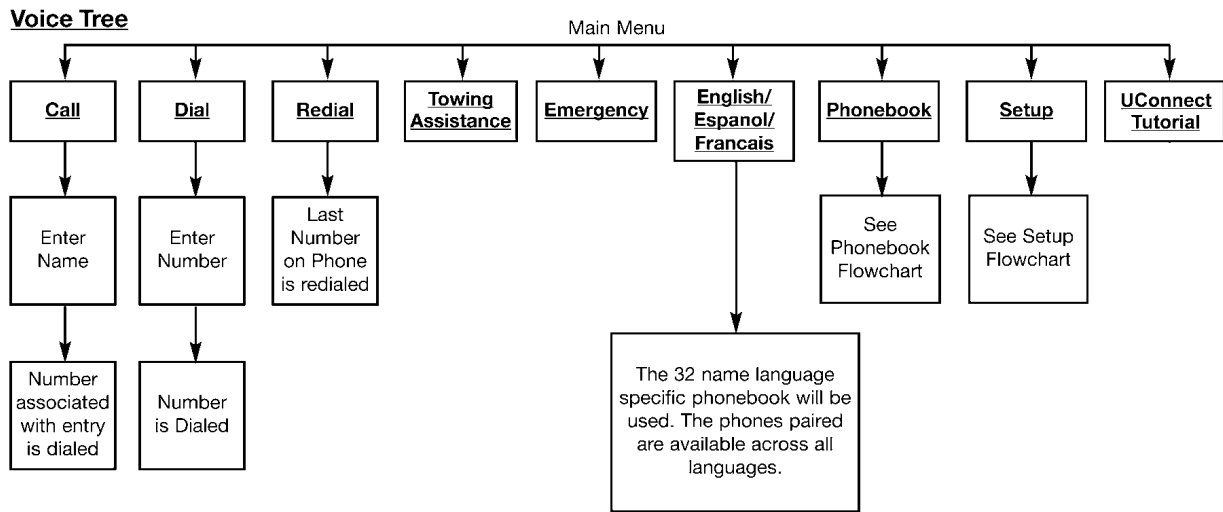 Voice Tree
Main Menu
Call
Dial
Redial
Towing
Assistance
Emergency
English/
Espanol/
Francais
Phonebook
Setup
UConnect
Tutorial
Enter
Name
Enter
Number
Last
Number
on Phone
is redialed
See
Phonebook
Flowchart
See Setup
Flowchart
Number
associated
with entry
is dialed
Number
is Dialed
The 32 name language
specific phonebook will be
used. The phones paired
are available across all
languages.